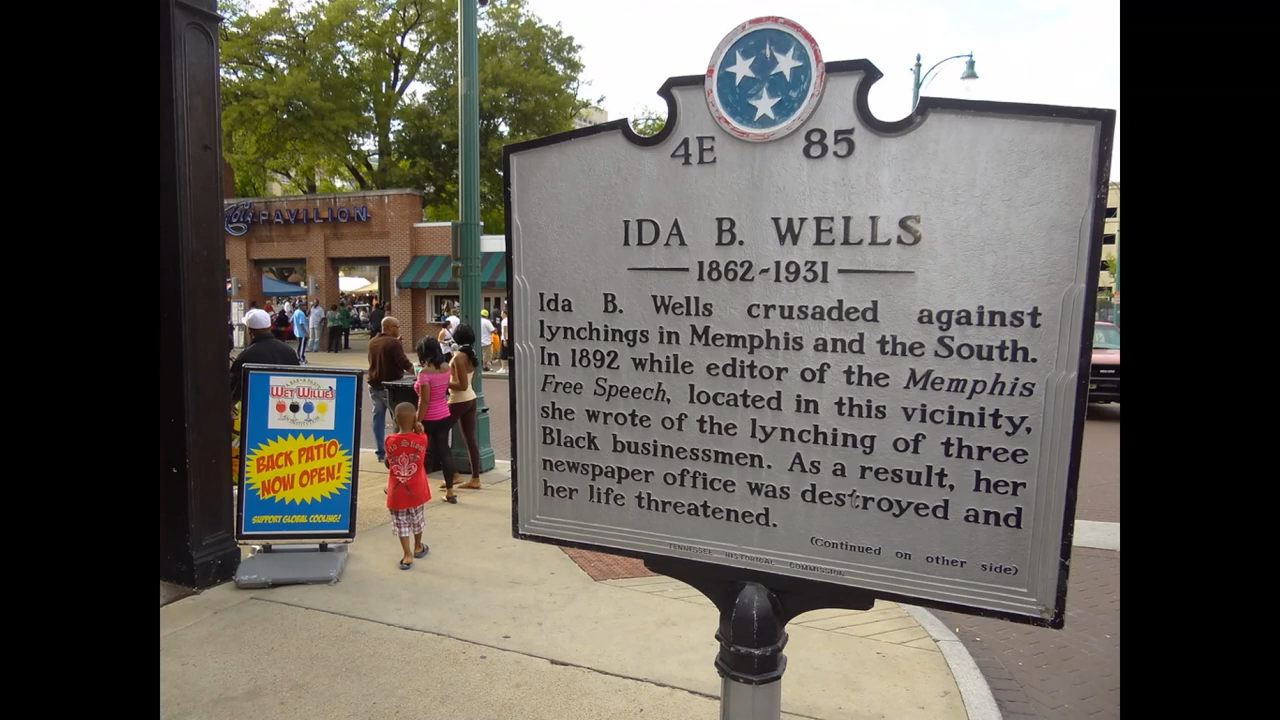 PAVILION
WET WILLIE'S
BACK PATIO
NOW OPEN!
SUPPORT GLOBAL COOLING!
4E 85
IDA B. WELLS
1862-1931
Ida B. Wells crusaded against
lynchings in Memphis and the South.
In 1892 while editor of the Memphis
Free Speech, located in this vicinity,
she wrote of the lynching of three
Black businessmen. As a result, her
newspaper office was destroyed and
her life threatened.
(Continued on other side)
TENNESSEE HISTORICAL COMMISSION